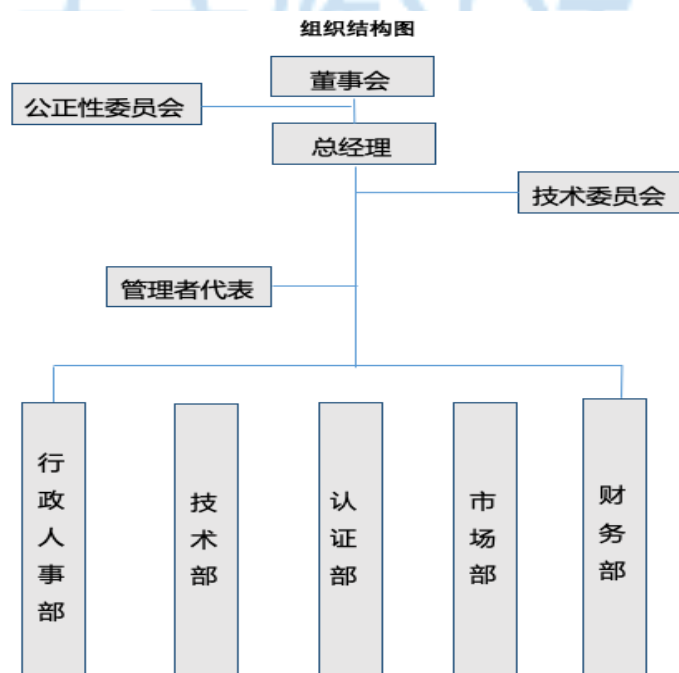 组织结构图
董事会
公正性委员会
总经理
技术委员会
管理者代表
行政人事部
技术部
认证部
市场部
财务部